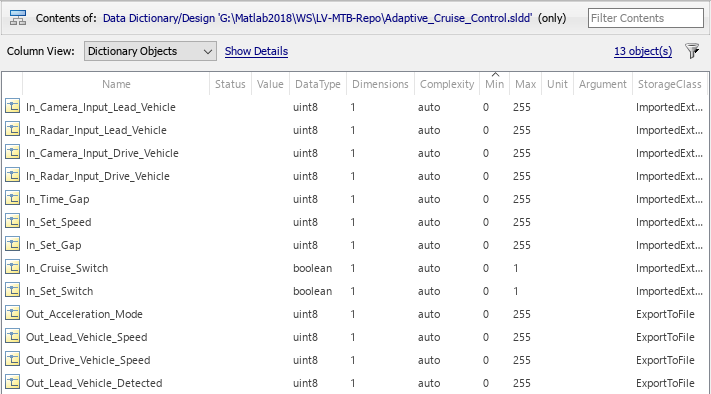 Contents of: Data Dictionary/Design 'G:\Matlab2018\WS\LV-MTB-Repo\Adaptive_Cruise_Control.sldd' (only) Filter Contents
Column View: Dictionary Objects Show Details 13 object(s)
Name Status Value DataType Dimensions Complexity Min Max Unit Argument StorageClass
In_Camera_Input_Lead_Vehicle uint8 1 auto 0 255 ImportedExt...
In_Radar_Input_Lead_Vehicle uint8 1 auto 0 255 ImportedExt...
In_Camera_Input_Drive_Vehicle uint8 1 auto 0 255 ImportedExt...
In_Radar_Input_Drive_Vehicle uint8 1 auto 0 255 ImportedExt...
In_Time_Gap uint8 1 auto 0 255 ImportedExt...
In_Set_Speed uint8 1 auto 0 255 ImportedExt...
In_Set_Gap uint8 1 auto 0 255 ImportedExt...
In_Cruise_Switch boolean 1 auto 0 1 ImportedExt...
In_Set_Switch boolean 1 auto 0 1 ImportedExt...
Out_Acceleration_Mode uint8 1 auto 0 255 ExportToFile
Out_Lead_Vehicle_Speed uint8 1 auto 0 255 ExportToFile
Out_Drive_Vehicle_Speed uint8 1 auto 0 255 ExportToFile
Out_Lead_Vehicle_Detected uint8 1 auto 0 255 ExportToFile